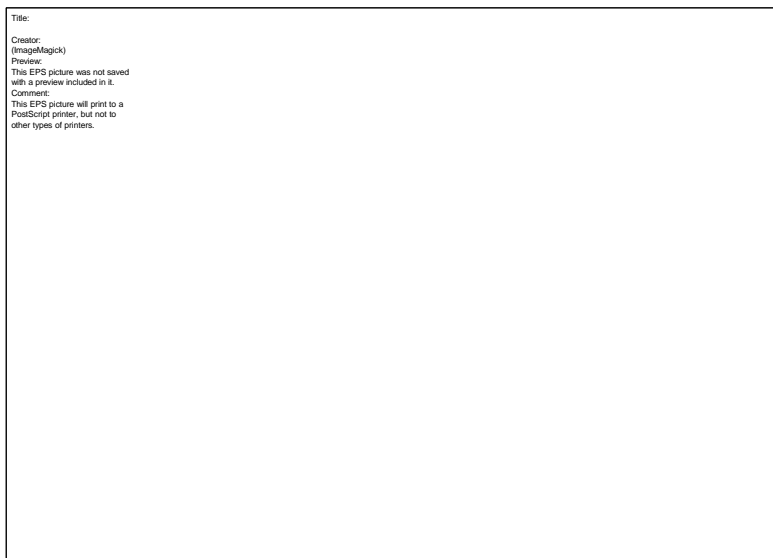 Title:
Creator:
(ImageMagick)
Preview:
This EPS picture was not saved
with a preview included in it.
Comment:
This EPS picture will print to a
PostScript printer, but not to
other types of printers.